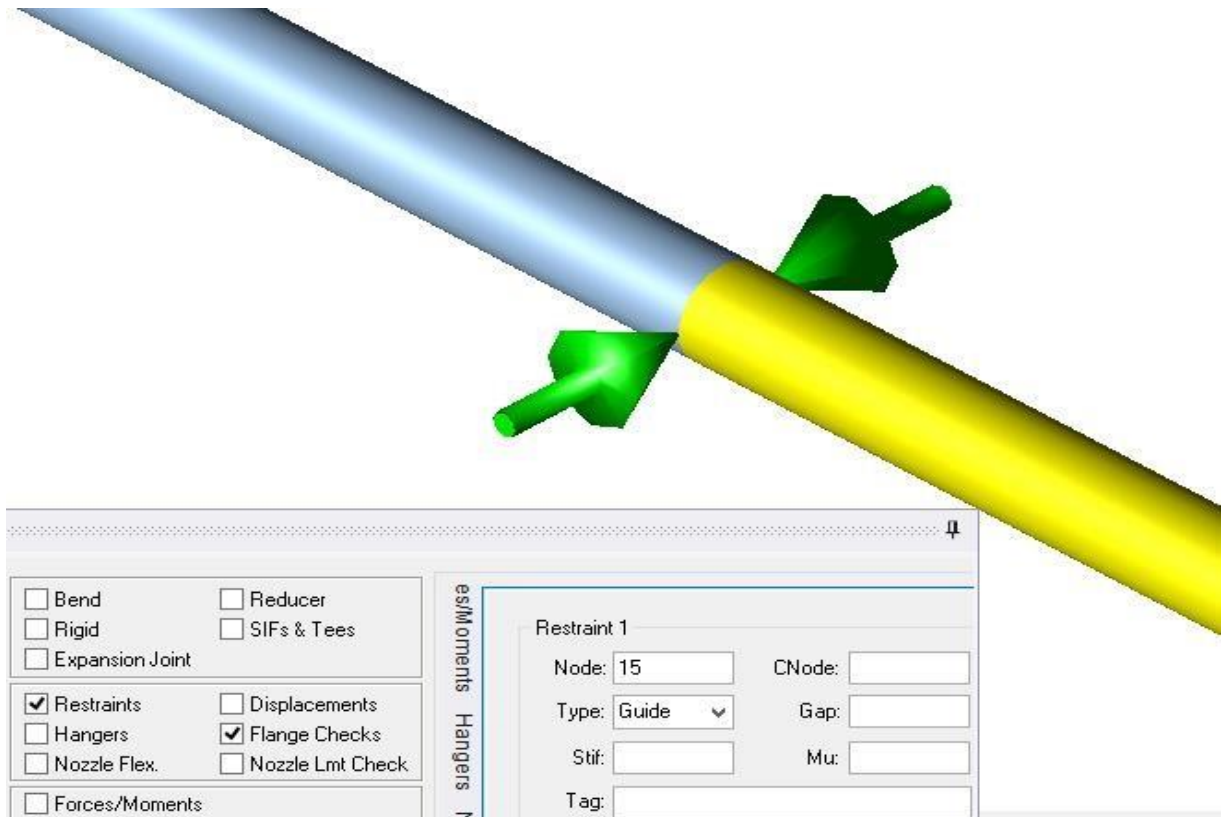 Bend Reducer
Rigid SIFs & Tees
Expansion Joint
Restraints Displacements
Hangers Flange Checks
Nozzle Flex. Nozzle Lmt Check
Forces/Moments
es/Moments Hangers
Restraint 1
Node: 15 CNode:
Type: Guide Gap:
Stif: Mu:
Tag: